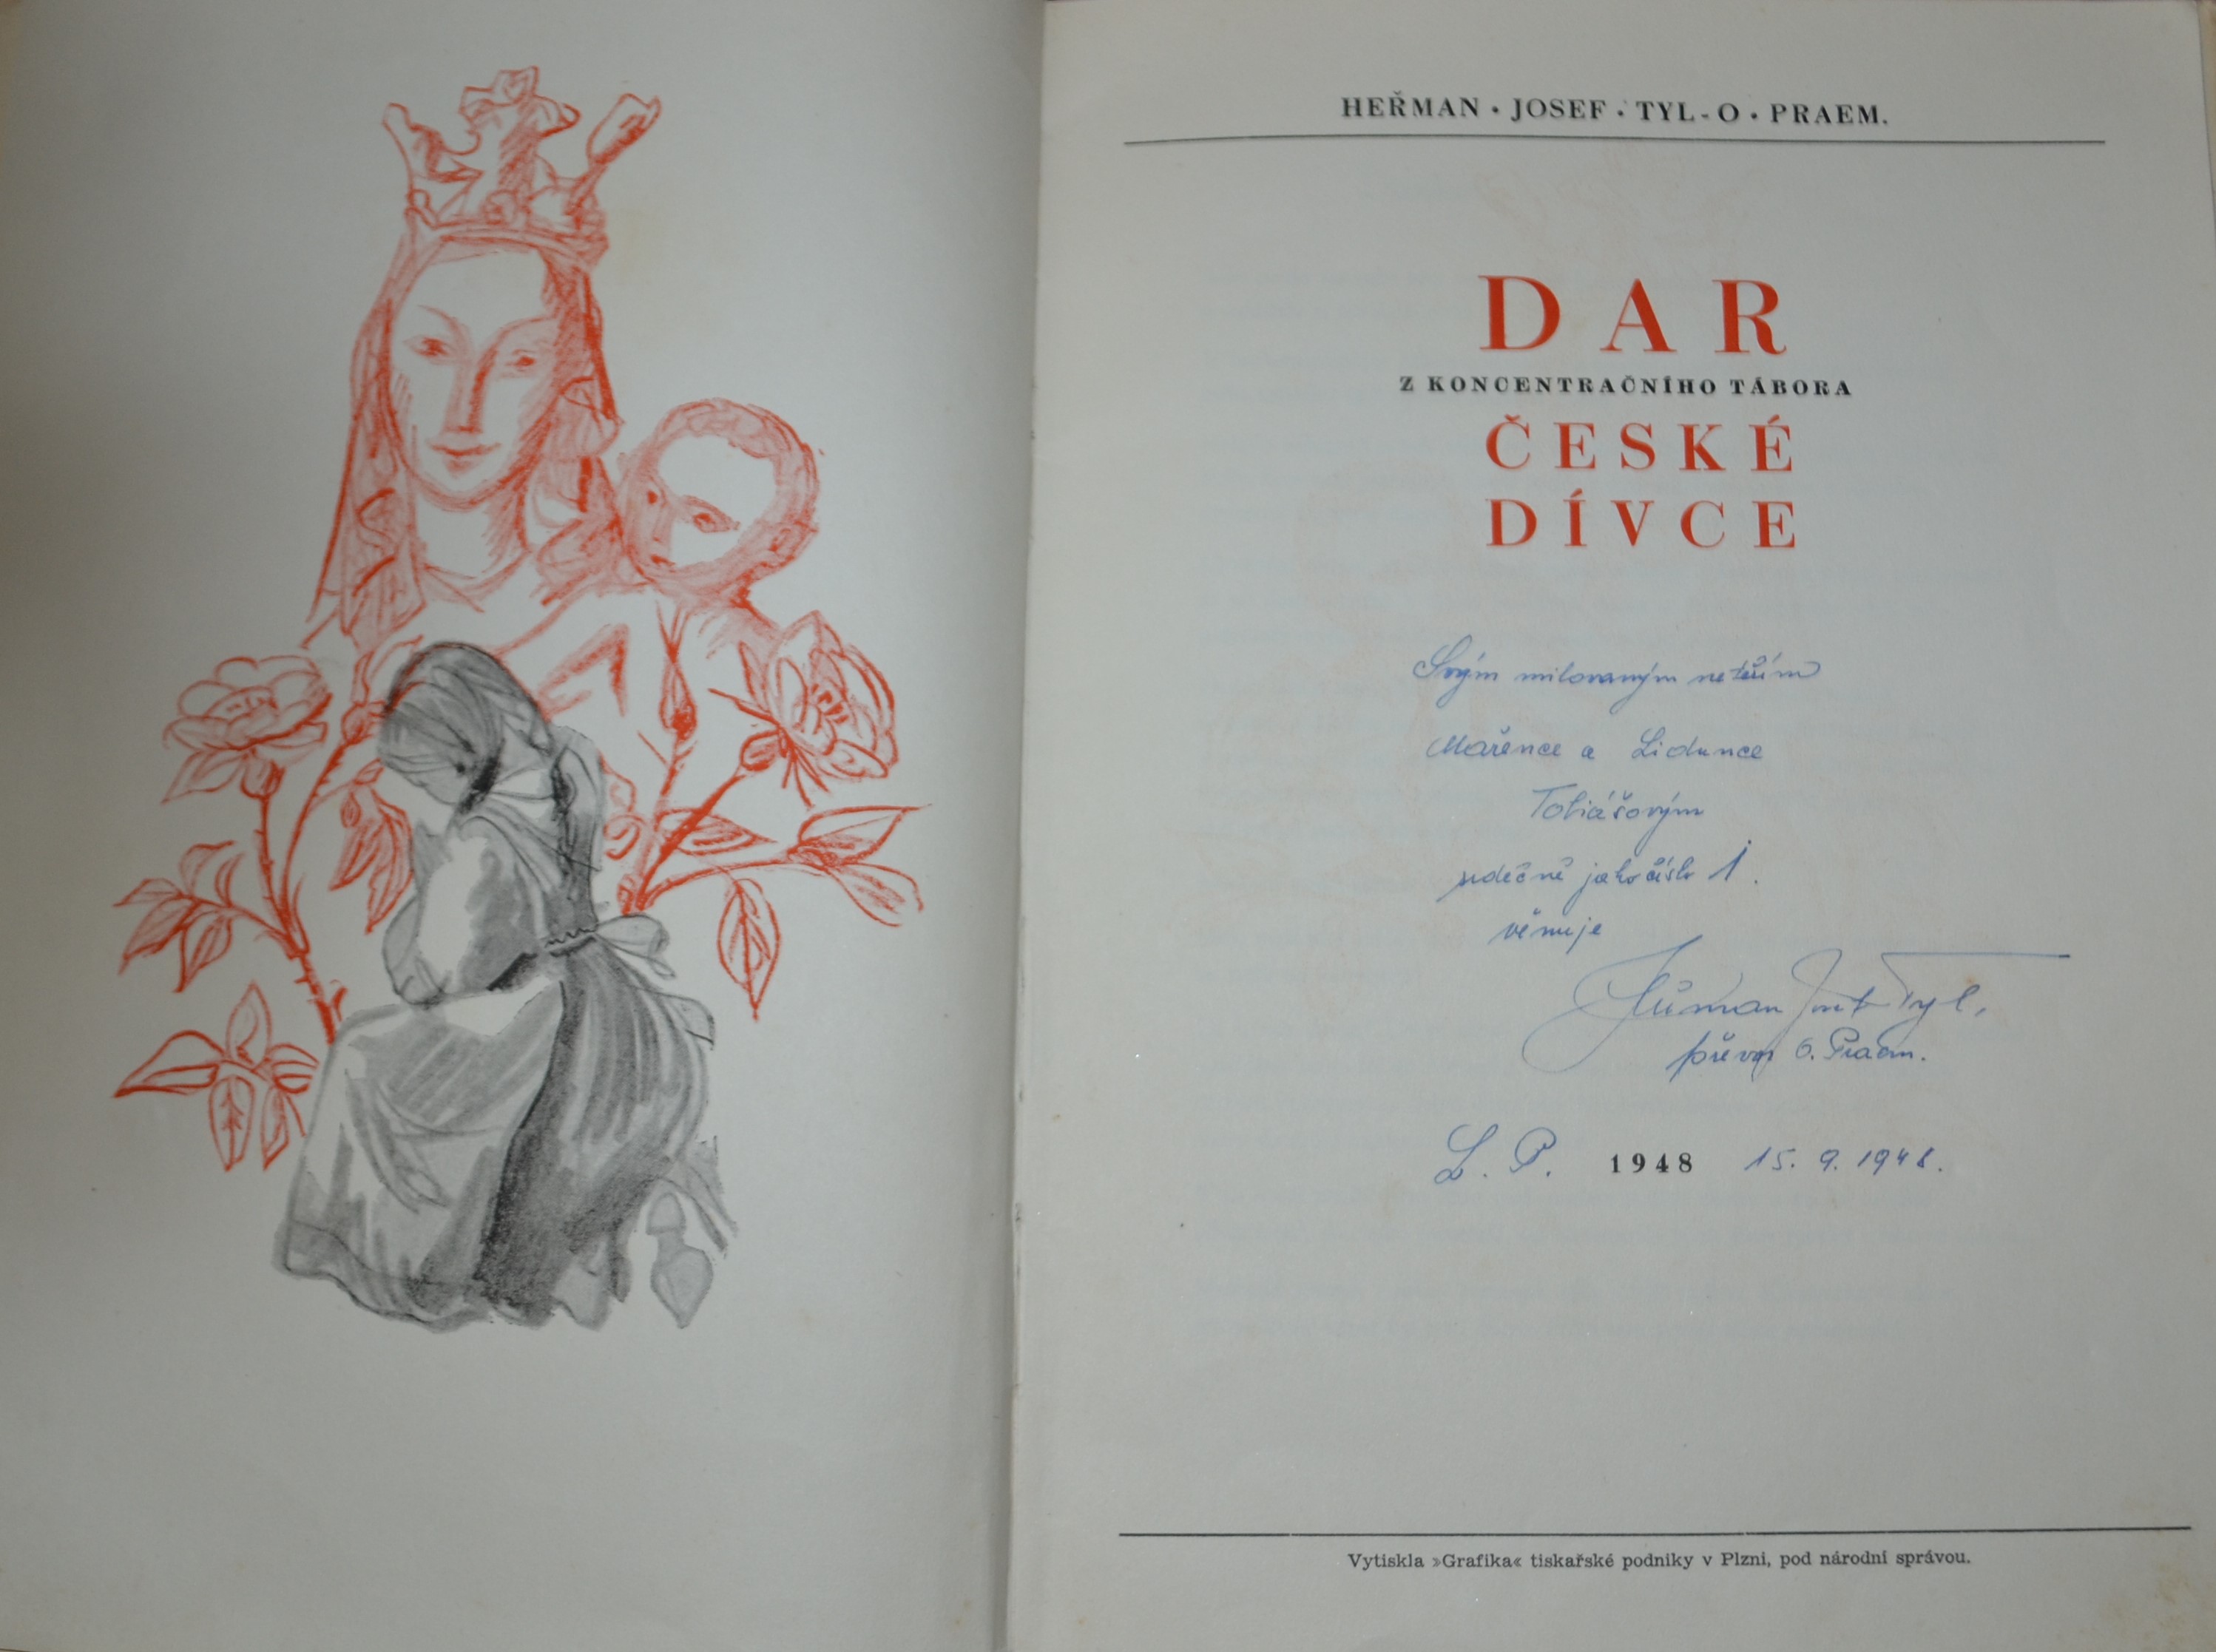 HEŘMAN · JOSEF · TYL - O · PRAEM.
DAR
Z KONCENTRAČNÍHO TÁBORA
ČESKÉ
DÍVCE
Svým milovaným neteřím
Mařence a Lidunce
Tobiášovým
vděčně jako číslo 1.
věnuje
Heřman Josef Tyl,
převor O. Praem.
L. P. 1948 15. 9. 1948.
Vytiskla »Grafika« tiskařské podniky v Plzni, pod národní správou.